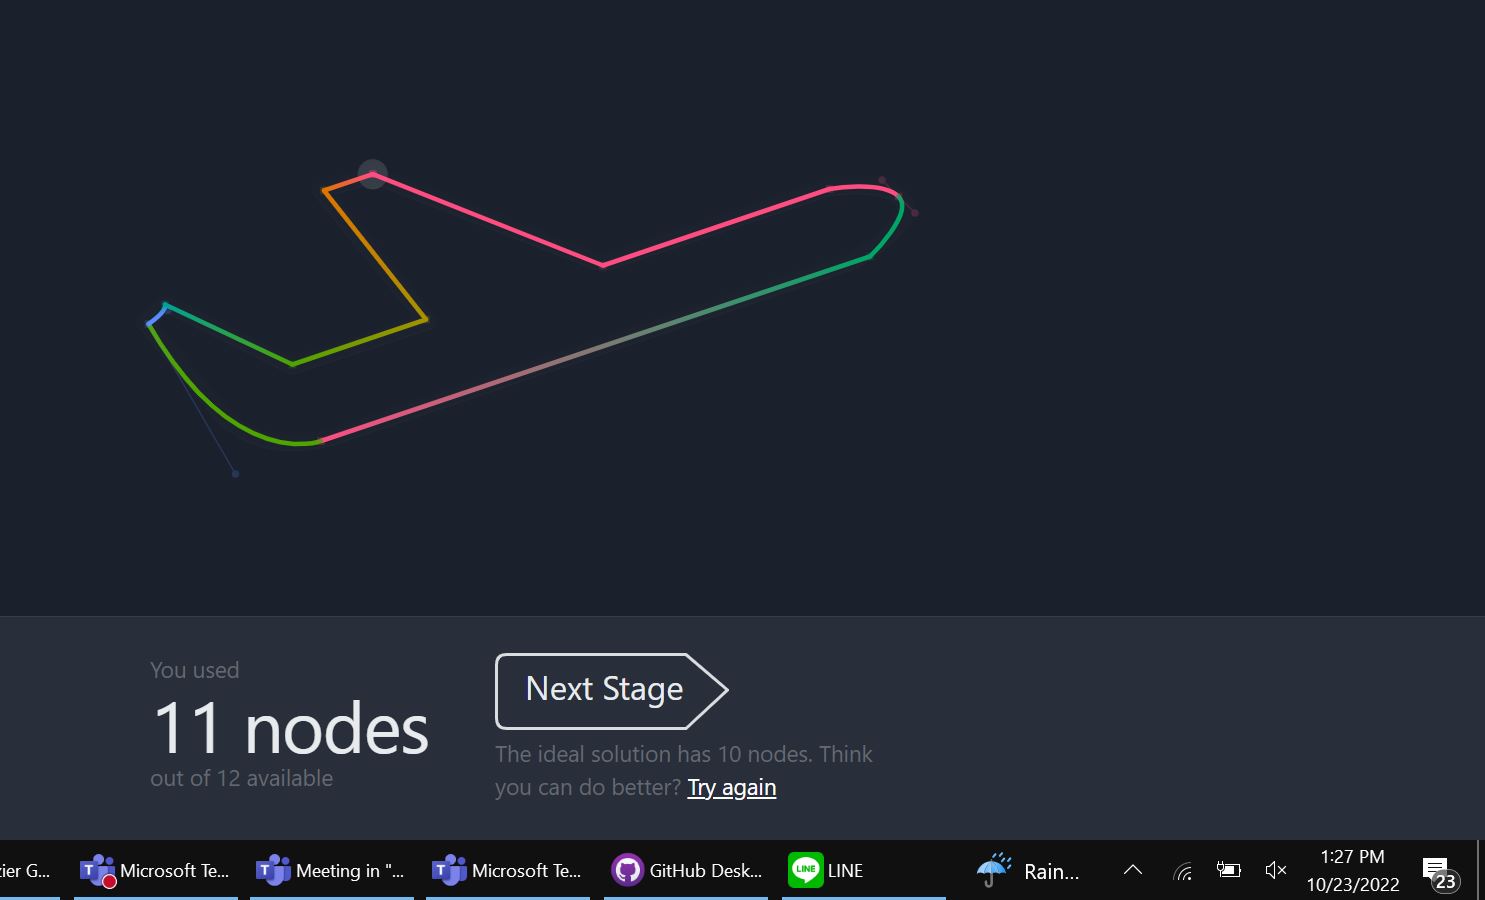 You used
11 nodes
out of 12 available
Next Stage
The ideal solution has 10 nodes. Think
you can do better? Try again
zier G...
T Microsoft Te...
T Meeting in "...
T Microsoft Te...
GitHub Desk...
LINE LINE
Rain...
1:27 PM
10/23/2022
23